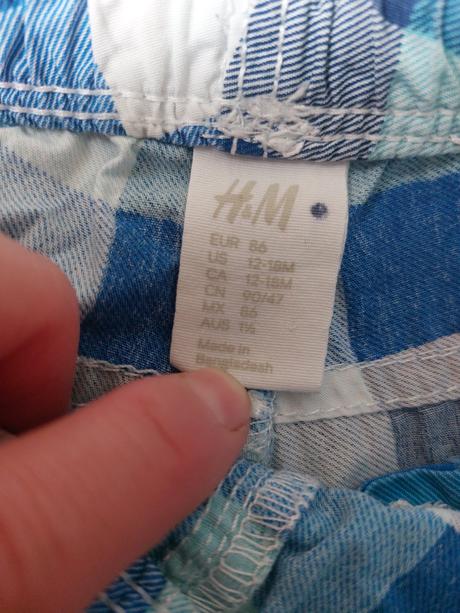 H&M
EUR 86
US 12-18M
CA 12-18M
CN 90/47
MX 86
AUS 1½
Made in
Bangladesh